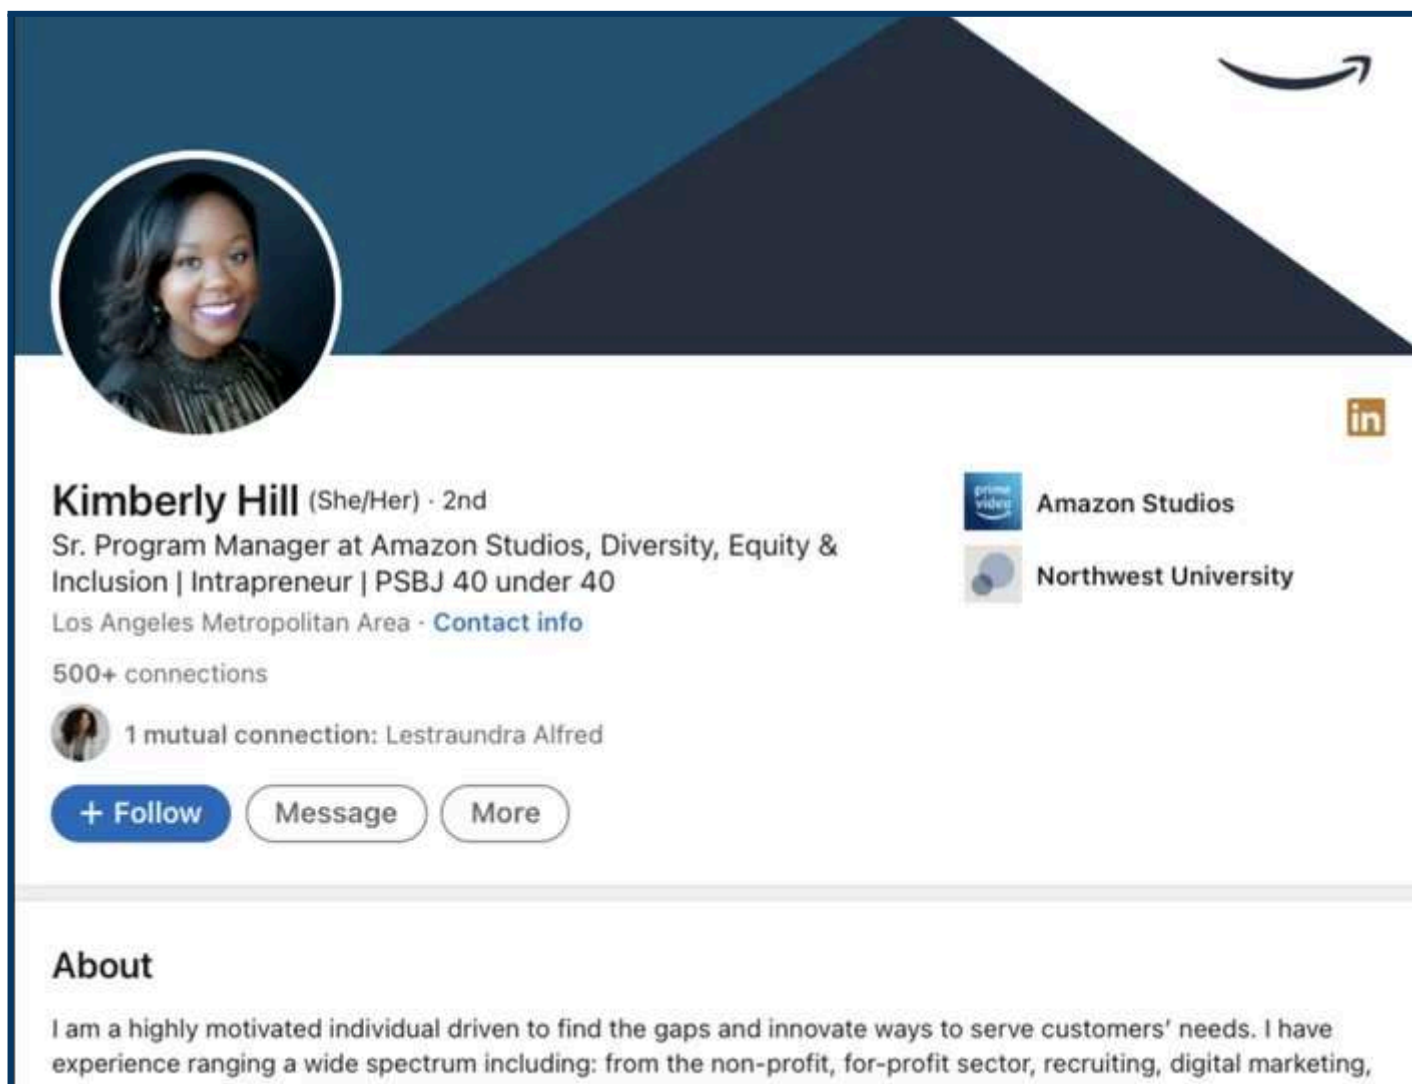 in
Kimberly Hill (She/Her) · 2nd
Sr. Program Manager at Amazon Studios, Diversity, Equity &
Inclusion | Intrapreneur | PSBJ 40 under 40
Los Angeles Metropolitan Area · Contact info
500+ connections
1 mutual connection: Lestraundra Alfred
+ Follow
Message
More
prime
video
Amazon Studios
Northwest University
About
I am a highly motivated individual driven to find the gaps and innovate ways to serve customers’ needs. I have
experience ranging a wide spectrum including: from the non-profit, for-profit sector, recruiting, digital marketing,